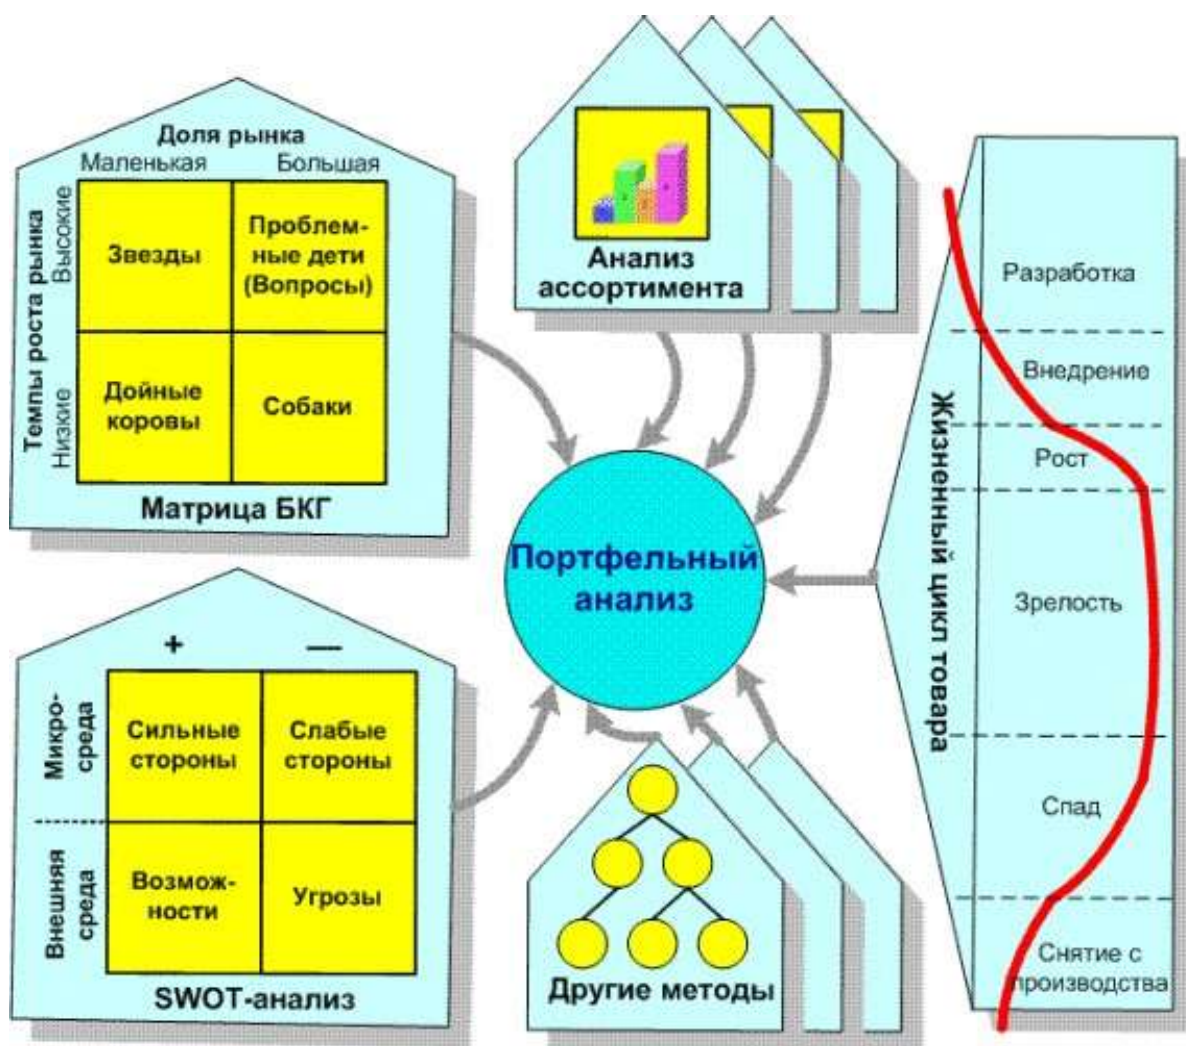 Доля рынка
Маленькая Большая
Темпы роста рынка
Высокие
Низкие
Звезды
Проблем-
ные дети
(Вопросы)
Дойные
коровы
Собаки
Матрица БКГ
Анализ
ассортимента
Жизненный цикл товара
Разработка
Внедрение
Рост
Зрелость
Спад
Снятие с
производства
Портфельный
анализ
+ —
Микро-
среда
Внешняя
среда
Сильные
стороны
Слабые
стороны
Возмож-
ности
Угрозы
SWOT-анализ
Другие методы